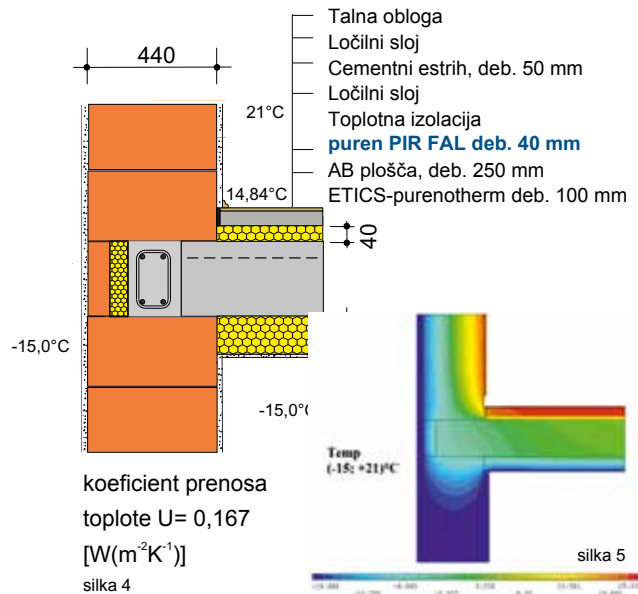 440
Talna obloga
Ločilni sloj
Cementni estrih, deb. 50 mm
Ločilni sloj
21°C
Toplotna izolacija
puren PIR FAL deb. 40 mm
AB plošča, deb. 250 mm
14,84°C
ETICS-purenotherm deb. 100 mm
40
-15,0°C
-15,0°
Temp
(-15; +21)°C
koeficient prenosa
toplote U= 0,167
[W(m⁻²K⁻¹)]
silka 4
silka 5